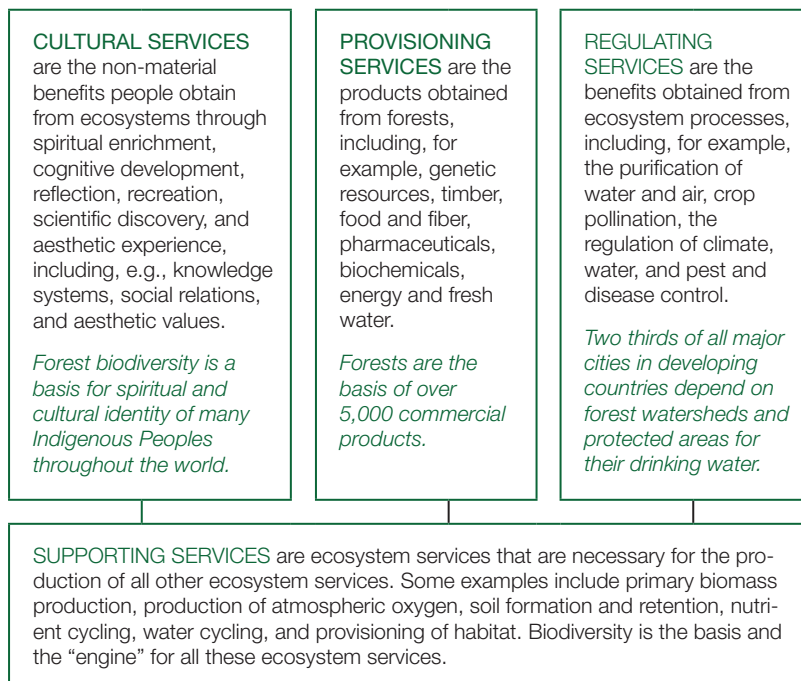 CULTURAL SERVICES
are the non-material
benefits people obtain
from ecosystems through
spiritual enrichment,
cognitive development,
reflection, recreation,
scientific discovery, and
aesthetic experience,
including, e.g., knowledge
systems, social relations,
and aesthetic values.
Forest biodiversity is a
basis for spiritual and
cultural identity of many
Indigenous Peoples
throughout the world.
PROVISIONING
SERVICES are the
products obtained
from forests,
including, for
example, genetic
resources, timber,
food and fiber,
pharmaceuticals,
biochemicals,
energy and fresh
water.
Forests are the
basis of over
5,000 commercial
products.
REGULATING
SERVICES are the
benefits obtained from
ecosystem processes,
including, for example,
the purification of
water and air, crop
pollination, the
regulation of climate,
water, and pest and
disease control.
Two thirds of all major
cities in developing
countries depend on
forest watersheds and
protected areas for
their drinking water.
SUPPORTING SERVICES are ecosystem services that are necessary for the pro-
duction of all other ecosystem services. Some examples include primary biomass
production, production of atmospheric oxygen, soil formation and retention, nutri-
ent cycling, water cycling, and provisioning of habitat. Biodiversity is the basis and
the “engine” for all these ecosystem services.